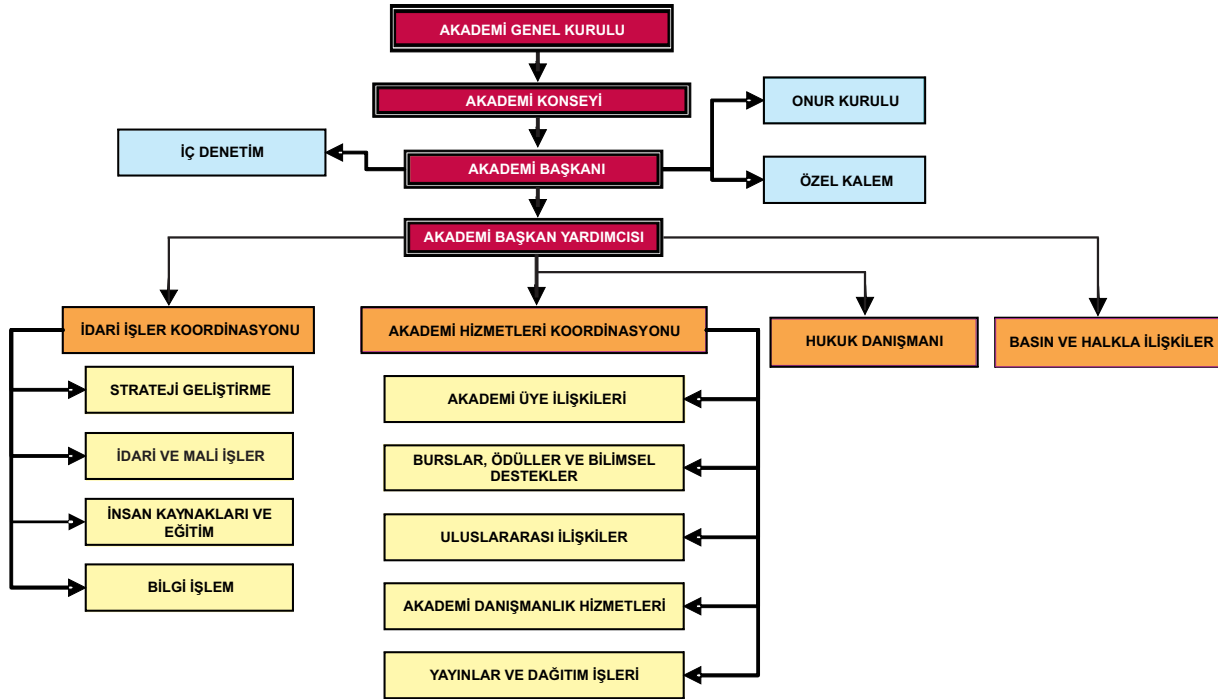 AKADEMİ GENEL KURULU
AKADEMİ KONSEYİ
ONUR KURULU
İÇ DENETİM
AKADEMİ BAŞKANI
ÖZEL KALEM
AKADEMİ BAŞKAN YARDIMCISI
İDARİ İŞLER KOORDİNASYONU
AKADEMİ HİZMETLERİ KOORDİNASYONU
HUKUK DANIŞMANI
BASIN VE HALKLA İLİŞKİLER
STRATEJİ GELİŞTİRME
İDARİ VE MALİ İŞLER
İNSAN KAYNAKLARI VE
EĞİTİM
BİLGİ İŞLEM
AKADEMİ ÜYE İLİŞKİLERİ
BURSLAR, ÖDÜLLER VE BİLİMSEL
DESTEKLER
ULUSLARARASI İLİŞKİLER
AKADEMİ DANIŞMANLIK HİZMETLERİ
YAYINLAR VE DAĞITIM İŞLERİ